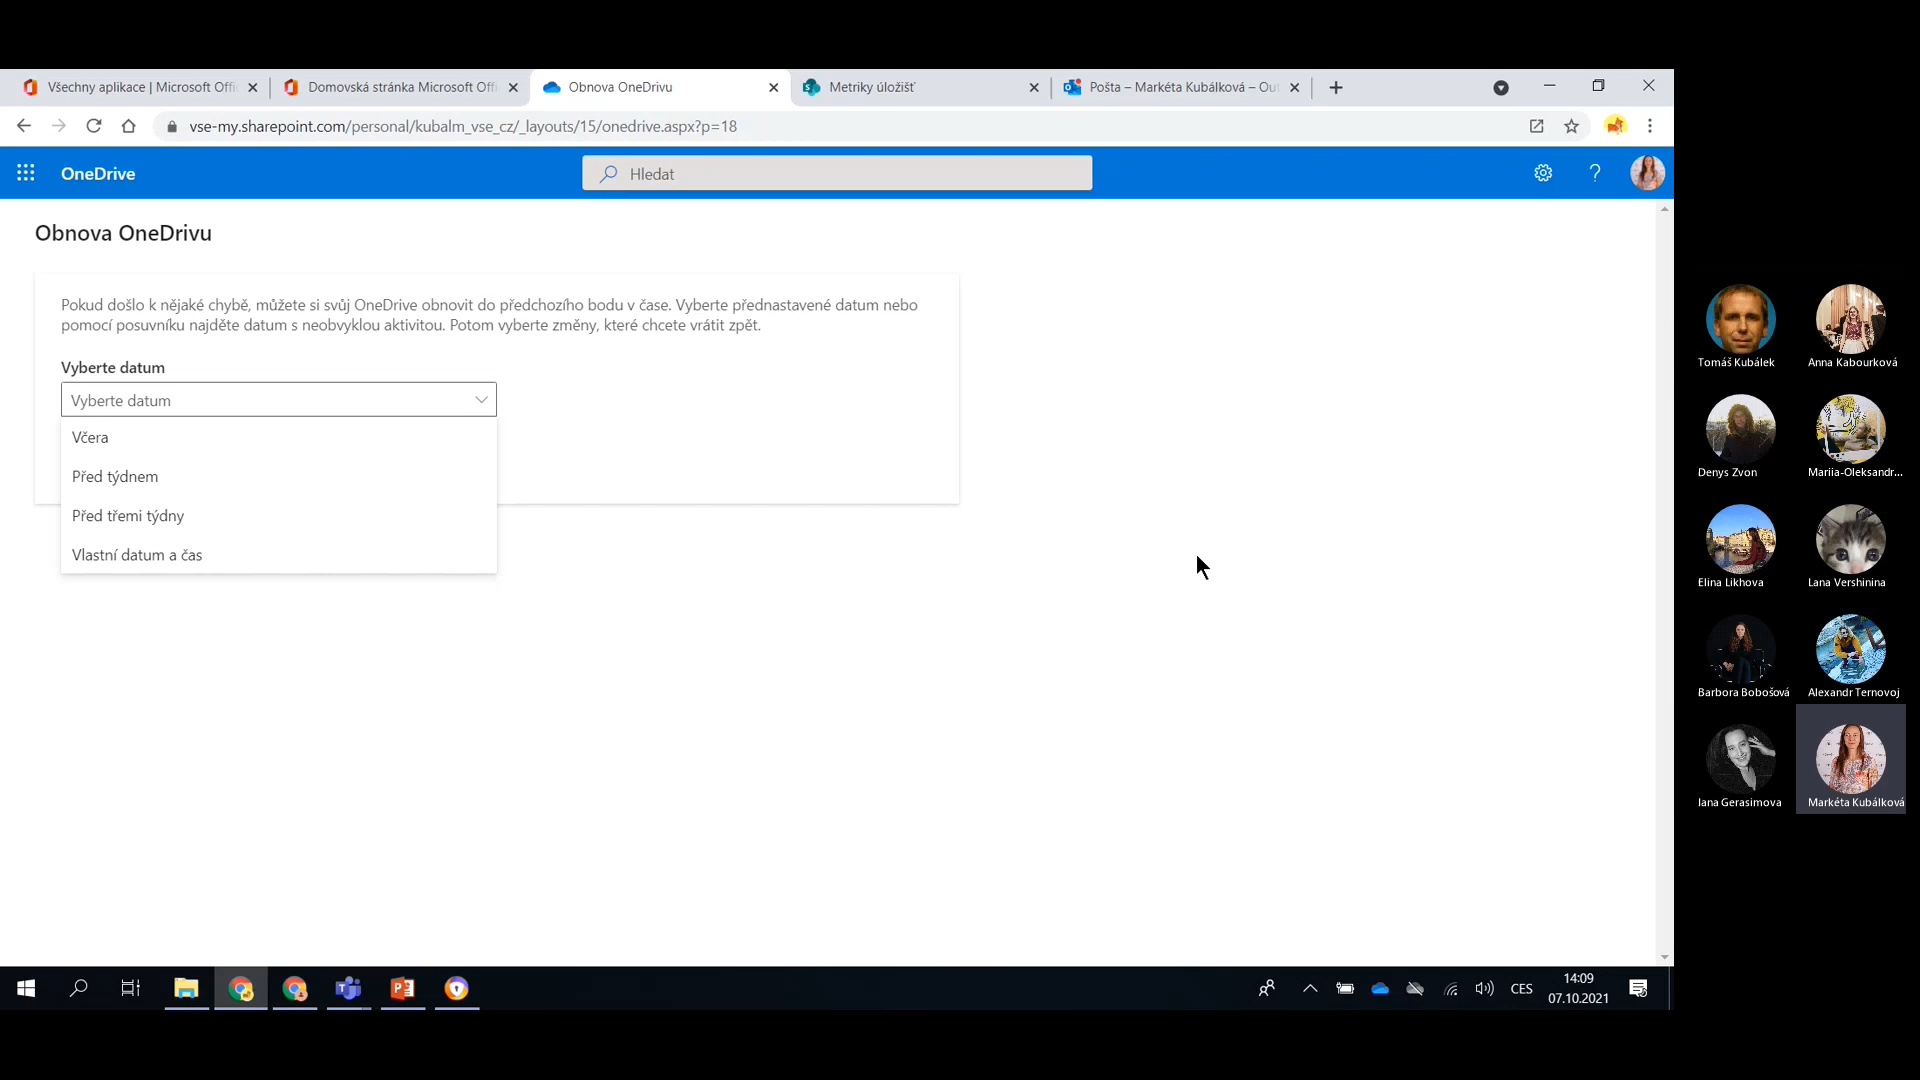 Všechny aplikace | Microsoft Offi
Domovská stránka Microsoft Offi
Obnova OneDrivu
Metriky úložišť
Pošta – Markéta Kubálková – Out
vse-my.sharepoint.com/personal/kubalm_vse_cz/_layouts/15/onedrive.aspx?p=18
OneDrive
Hledat
Obnova OneDrivu
Pokud došlo k nějaké chybě, můžete si svůj OneDrive obnovit do předchozího bodu v čase. Vyberte přednastavené datum nebo
pomocí posuvníku najděte datum s neobvyklou aktivitou. Potom vyberte změny, které chcete vrátit zpět.
Vyberte datum
Vyberte datum
Včera
Před týdnem
Před třemi týdny
Vlastní datum a čas
Tomáš Kubálek
Anna Kabourková
Denys Zvon
Mariia-Oleksandr...
Elina Likhova
Lana Vershinina
Barbora Bobošová
Alexandr Ternovoj
Iana Gerasimova
Markéta Kubálková
CES
14:09
07.10.2021